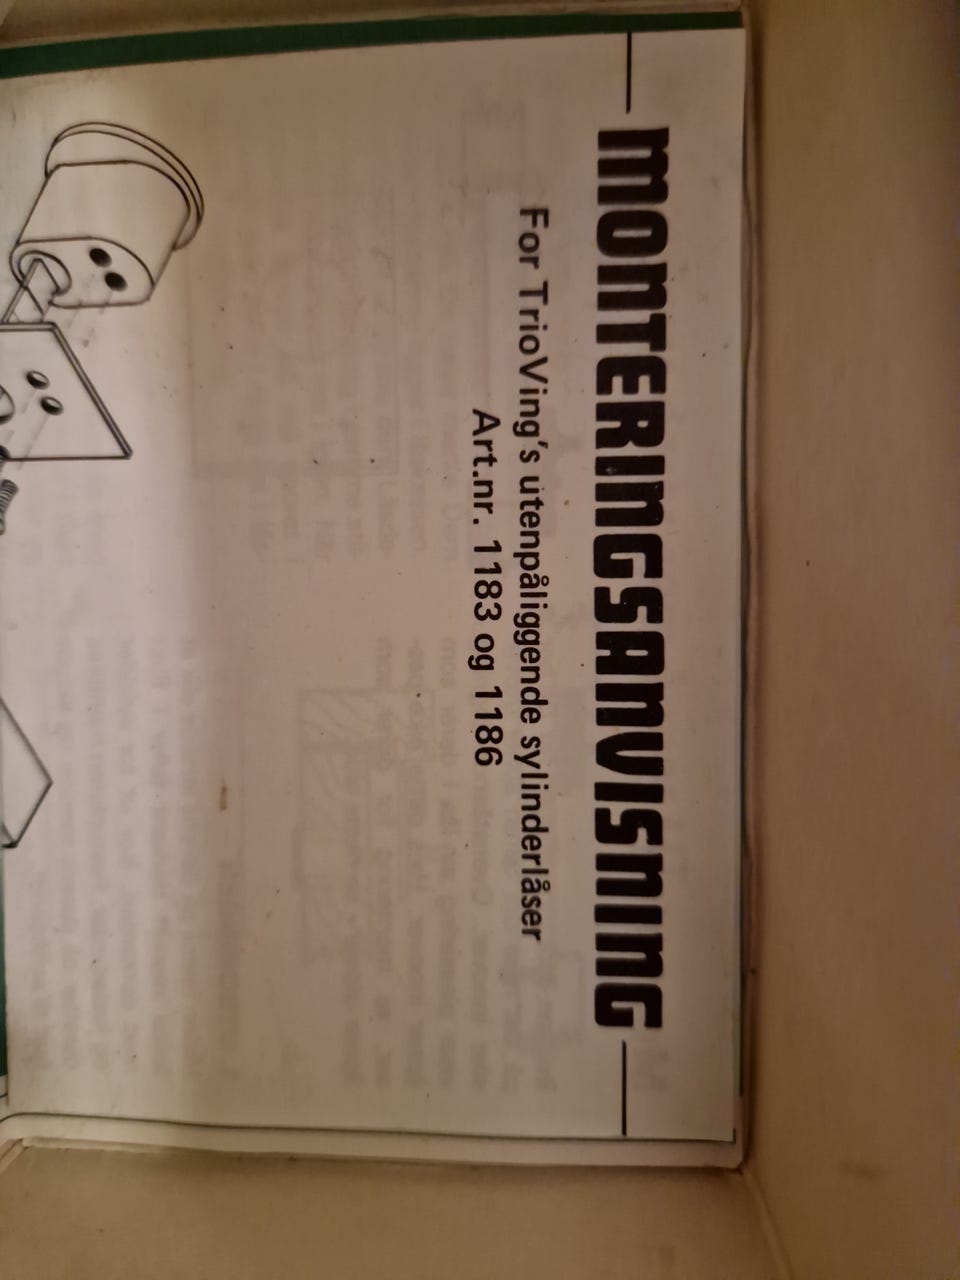 MONTERINGSANVISNING
For TrioVing's utenpåliggende sylinderlåser
Art.nr. 1183 og 1186